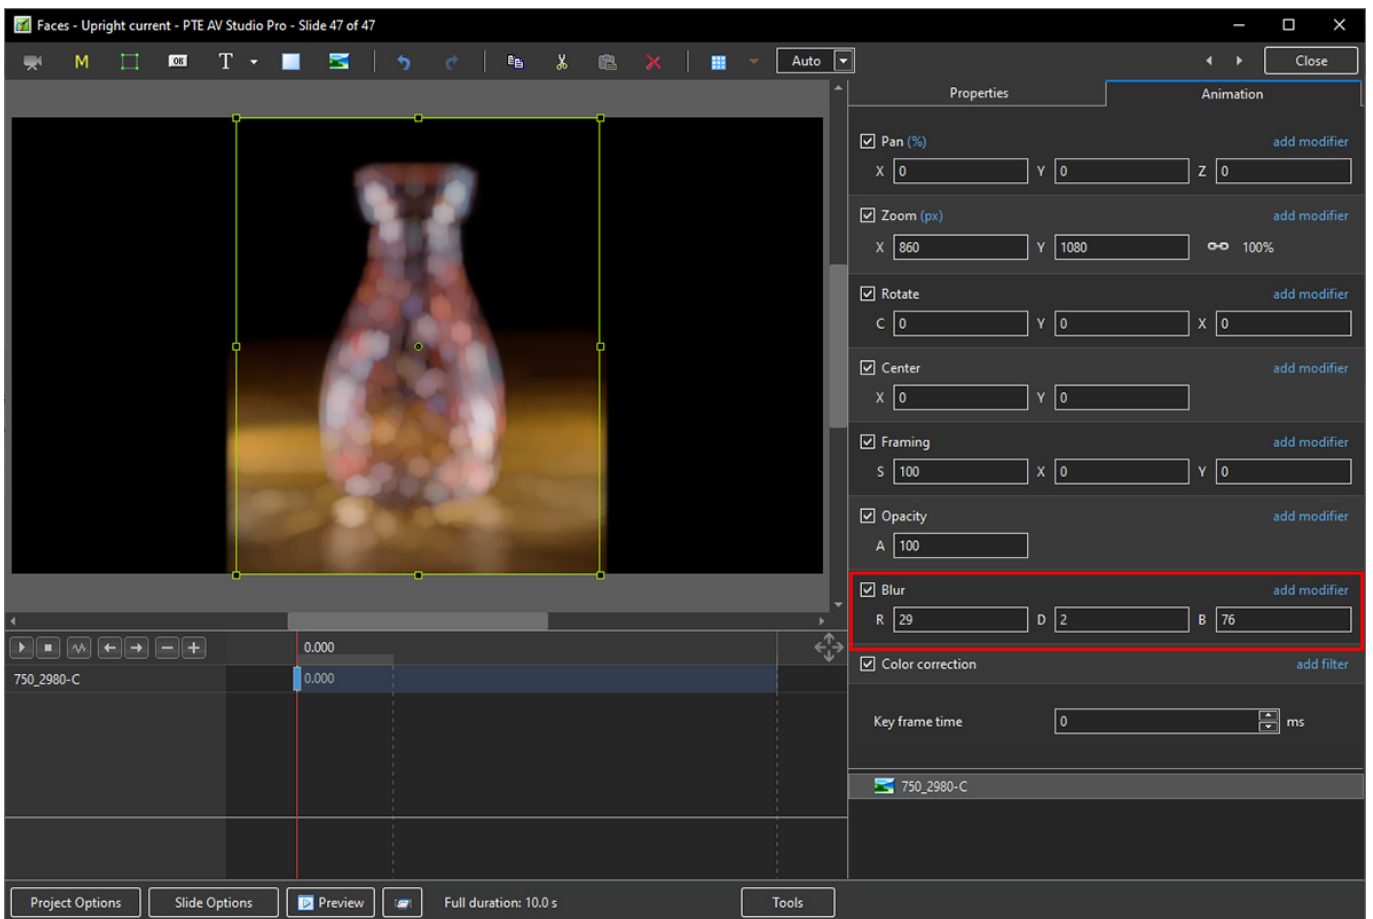 Faces - Upright current - PTE AV Studio Pro - Slide 47 of 47
M OK T Auto Close
Properties Animation
Pan (%) add modifier
X 0 Y 0 Z 0
Zoom (px) add modifier
X 860 Y 1080 100%
Rotate add modifier
C 0 Y 0 X 0
Center add modifier
X 0 Y 0
Framing add modifier
S 100 X 0 Y 0
Opacity add modifier
A 100
Blur add modifier
R 29 D 2 B 76
Color correction add filter
Key frame time 0 ms
750_2980-C
0.000
750_2980-C 0.000
Project Options Slide Options Preview Full duration: 10.0 s Tools